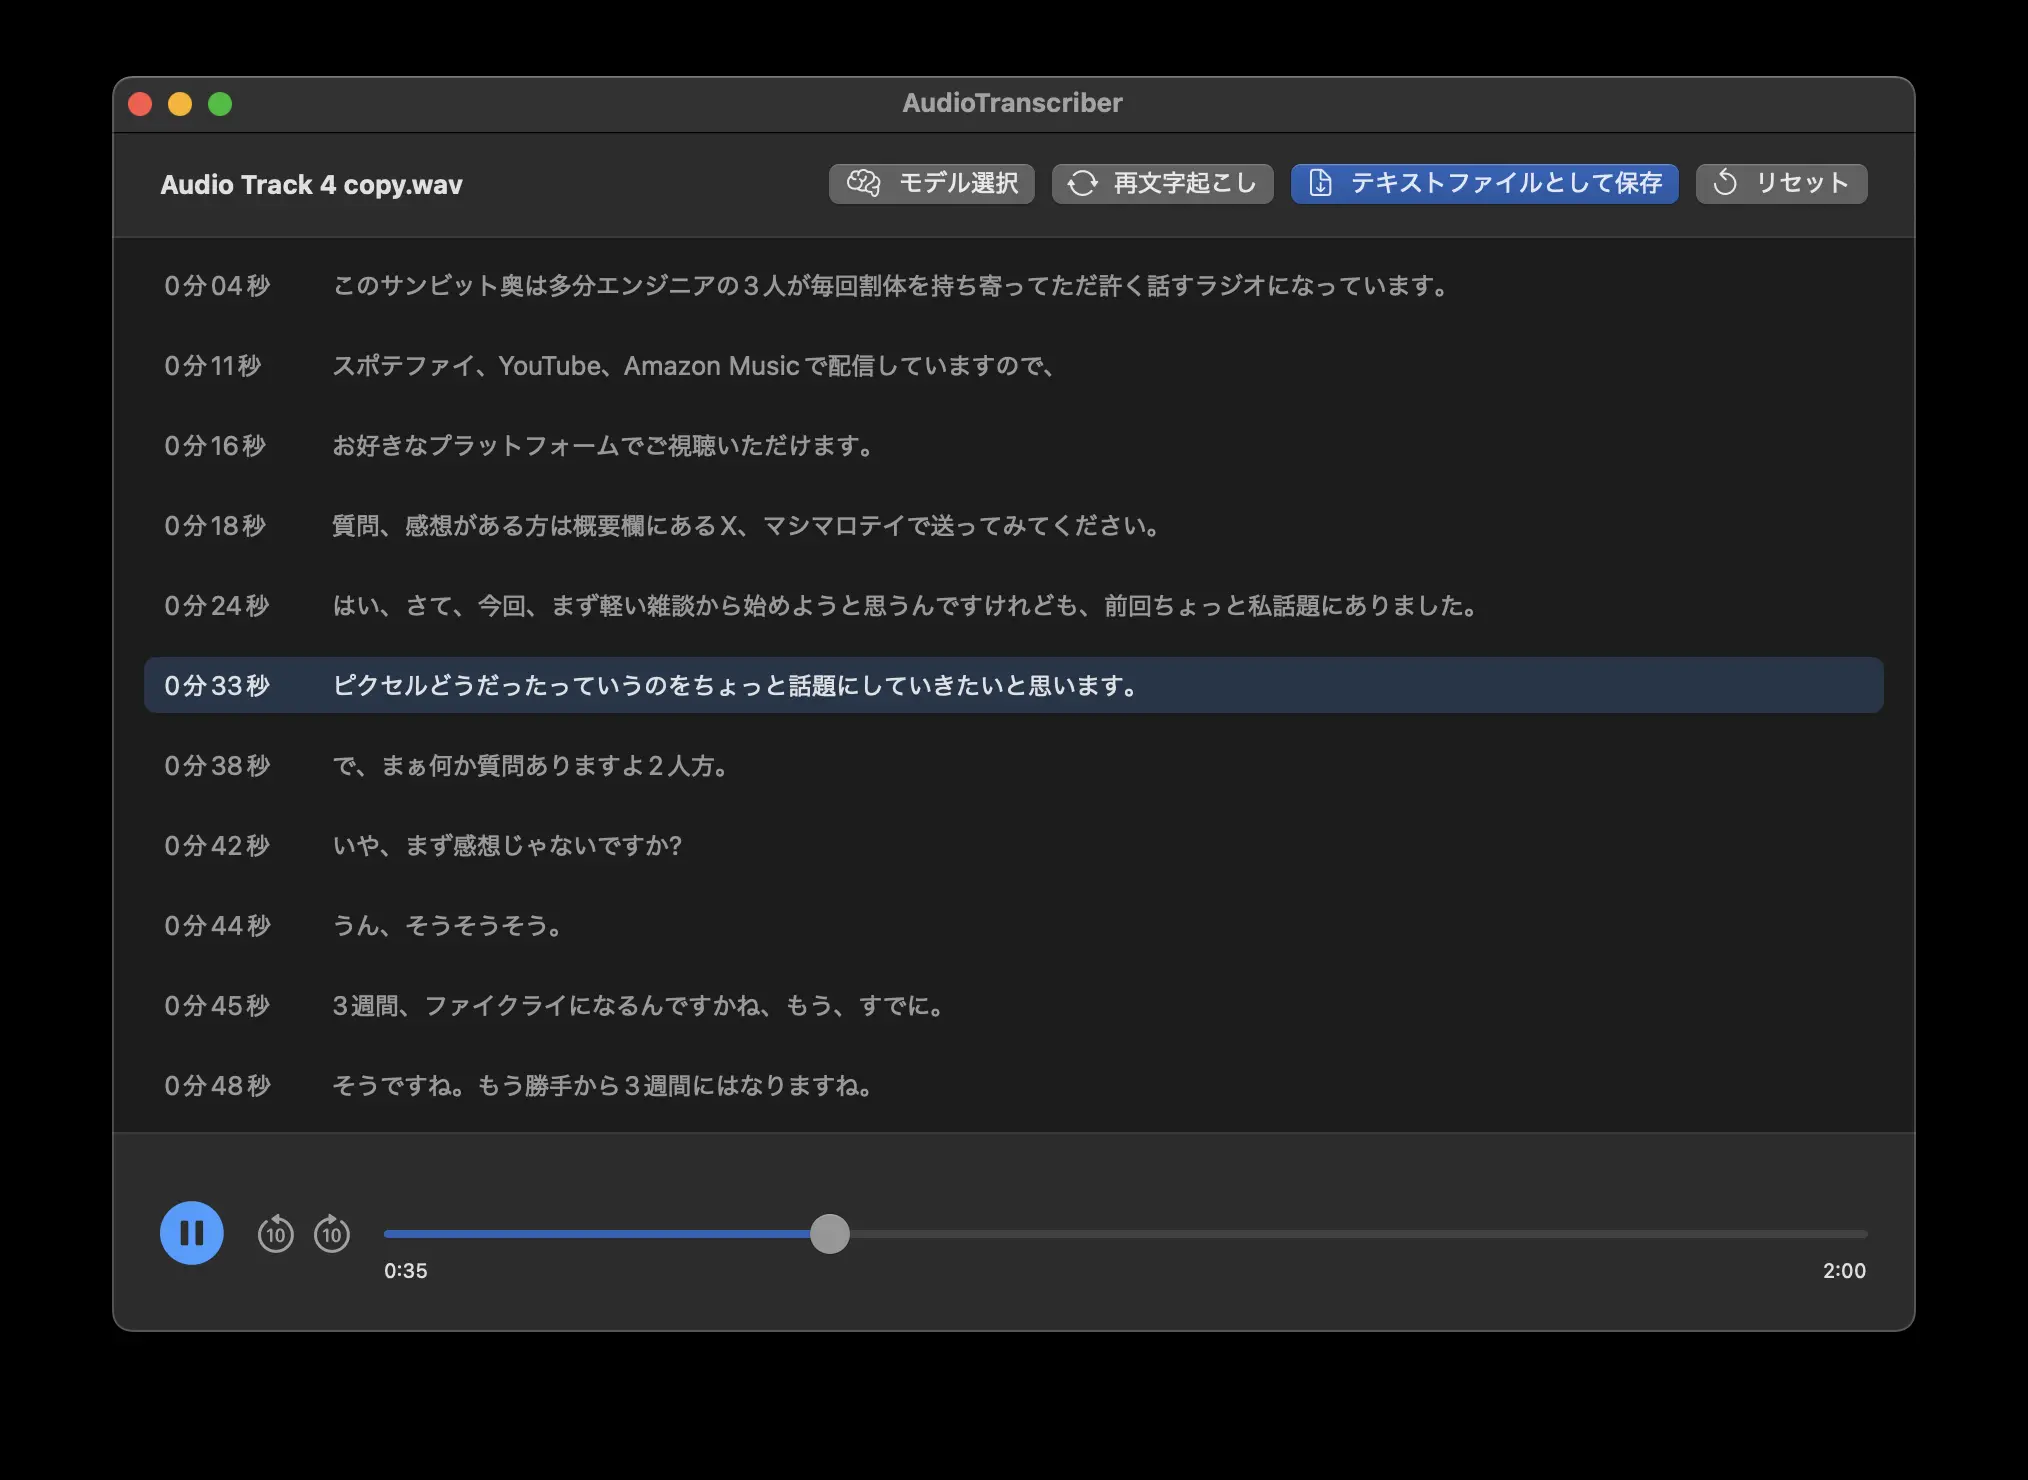 AudioTranscriber
Audio Track 4 copy.wav
モデル選択
再文字起こし
テキストファイルとして保存
リセット
0分04秒 このサンビット奥は多分エンジニアの3人が毎回割体を持ち寄ってただ許く話すラジオになっています。
0分11秒 スポテファイ、YouTube、Amazon Musicで配信していますので、
0分16秒 お好きなプラットフォームでご視聴いただけます。
0分18秒 質問、感想がある方は概要欄にあるX、マシマロテイで送ってみてください。
0分24秒 はい、さて、今回、まず軽い雑談から始めようと思うんですけれども、前回ちょっと私話題にありました。
0分33秒 ピクセルどうだったっていうのをちょっと話題にしていきたいと思います。
0分38秒 で、まぁ何か質問ありますよ2人方。
0分42秒 いや、まず感想じゃないですか?
0分44秒 うん、そうそうそう。
0分45秒 3週間、ファイクライになるんですかね、もう、すでに。
0分48秒 そうですね。もう勝手から3週間にはなりますね。
10
10
0:35
2:00